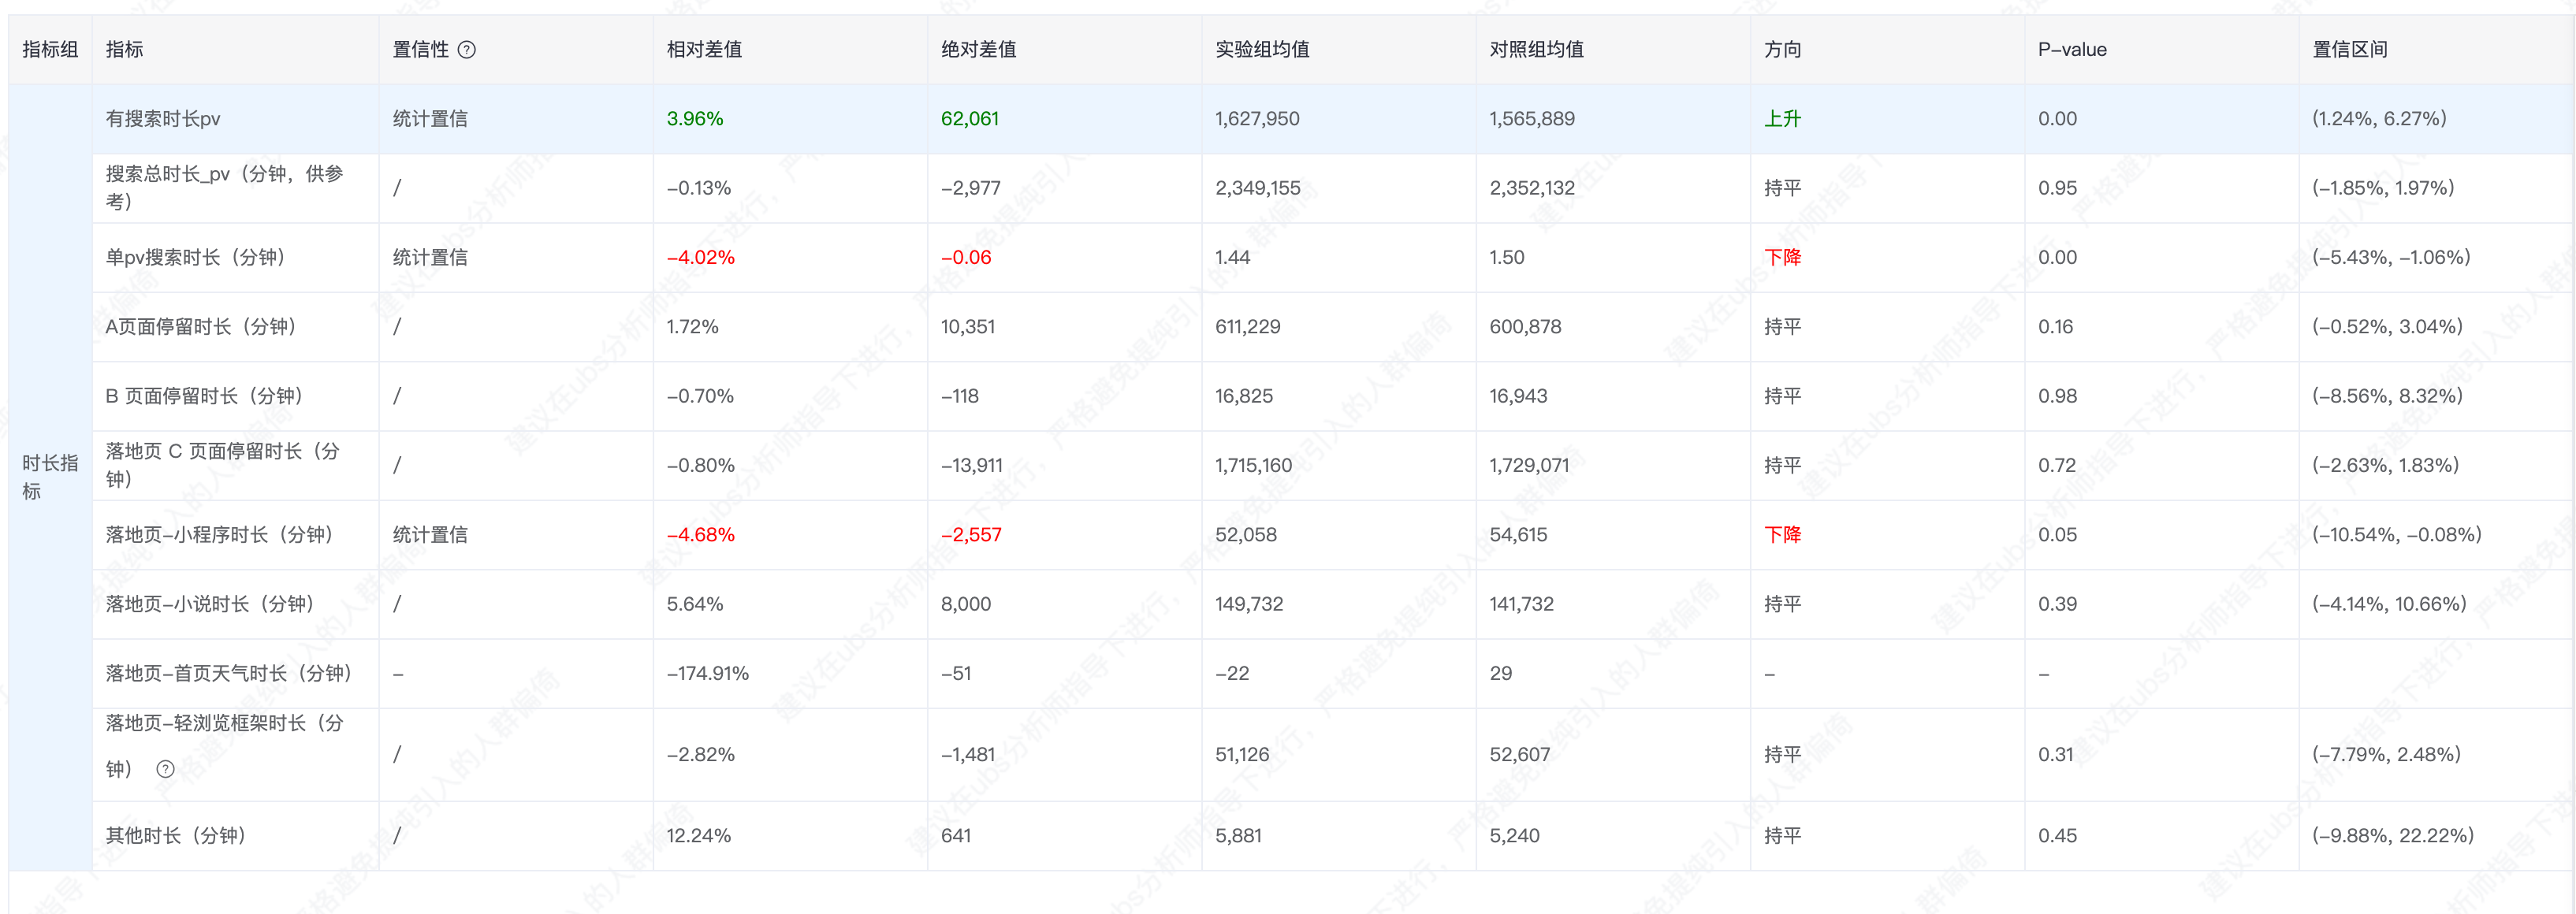 指标组 指标 置信性 ? 相对差值 绝对差值 实验组均值 对照组均值 方向 P-value 置信区间
时长指
标
有搜索时长pv 统计置信 3.96% 62,061 1,627,950 1,565,889 上升 0.00 (1.24%, 6.27%)
搜索总时长_pv（分钟，供参
考） / -0.13% -2,977 2,349,155 2,352,132 持平 0.95 (-1.85%, 1.97%)
单pv搜索时长（分钟） 统计置信 -4.02% -0.06 1.44 1.50 下降 0.00 (-5.43%, -1.06%)
A页面停留时长（分钟） / 1.72% 10,351 611,229 600,878 持平 0.16 (-0.52%, 3.04%)
B 页面停留时长（分钟） / -0.70% -118 16,825 16,943 持平 0.98 (-8.56%, 8.32%)
落地页 C 页面停留时长（分
钟） / -0.80% -13,911 1,715,160 1,729,071 持平 0.72 (-2.63%, 1.83%)
落地页-小程序时长（分钟） 统计置信 -4.68% -2,557 52,058 54,615 下降 0.05 (-10.54%, -0.08%)
落地页-小说时长（分钟） / 5.64% 8,000 149,732 141,732 持平 0.39 (-4.14%, 10.66%)
落地页-首页天气时长（分钟） - -174.91% -51 -22 29 - -
落地页-轻浏览框架时长（分
钟） ? / -2.82% -1,481 51,126 52,607 持平 0.31 (-7.79%, 2.48%)
其他时长（分钟） / 12.24% 641 5,881 5,240 持平 0.45 (-9.88%, 22.22%)
建议在ubs分析师指导下进行，严格避免提纯引入的人群偏倚